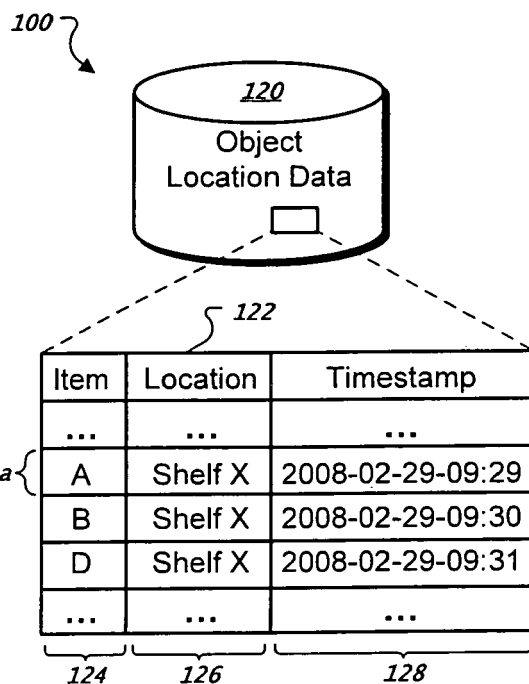 100
120
Object
Location Data
122
Item Location Timestamp
... ... ...
a A Shelf X 2008-02-29-09:29
B Shelf X 2008-02-29-09:30
D Shelf X 2008-02-29-09:31
... ... ...
124 126 128